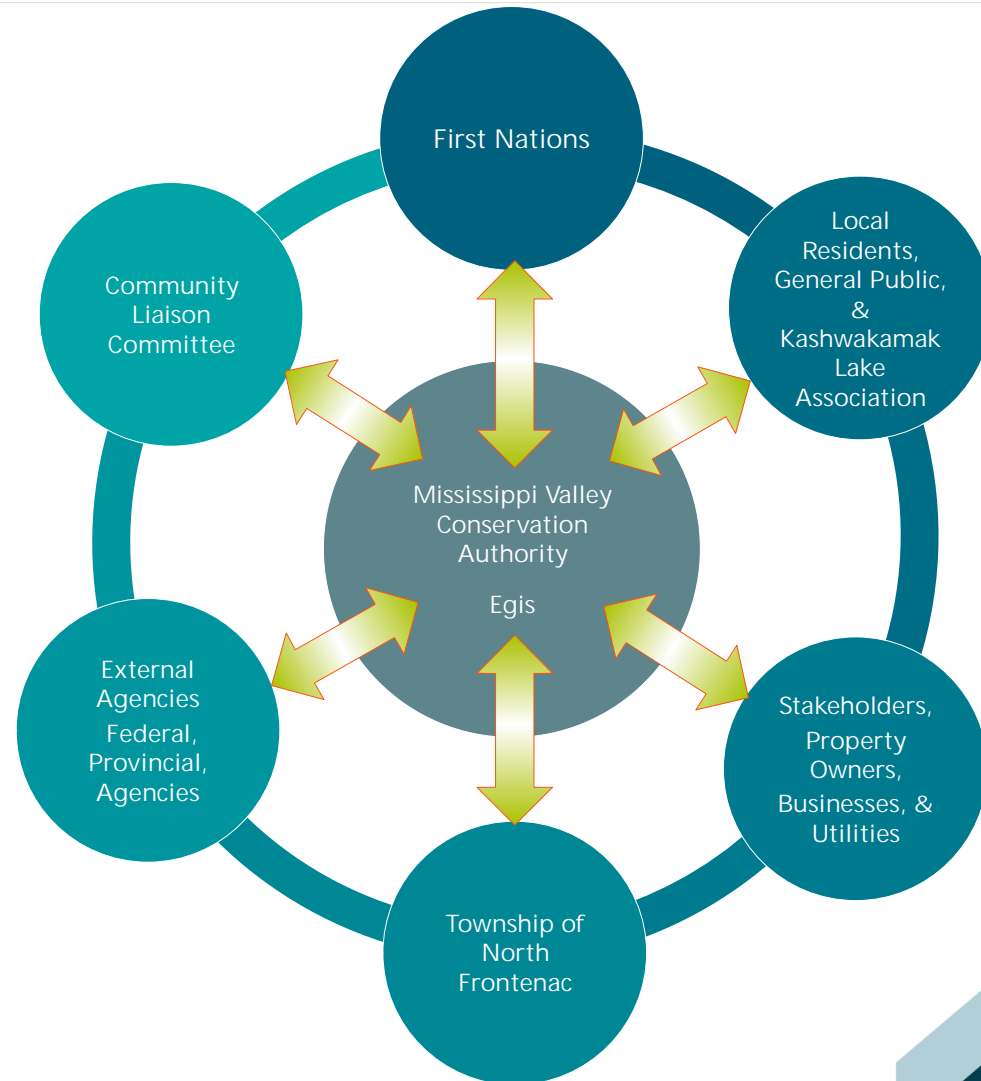 First Nations
Local
Residents,
General Public,
&
Kashwakamak
Lake
Association
Community
Liaison
Committee
Mississippi Valley
Conservation
Authority
Egis
External
Agencies
Federal,
Provincial,
Agencies
Stakeholders,
Property
Owners,
Businesses, &
Utilities
Township of
North
Frontenac